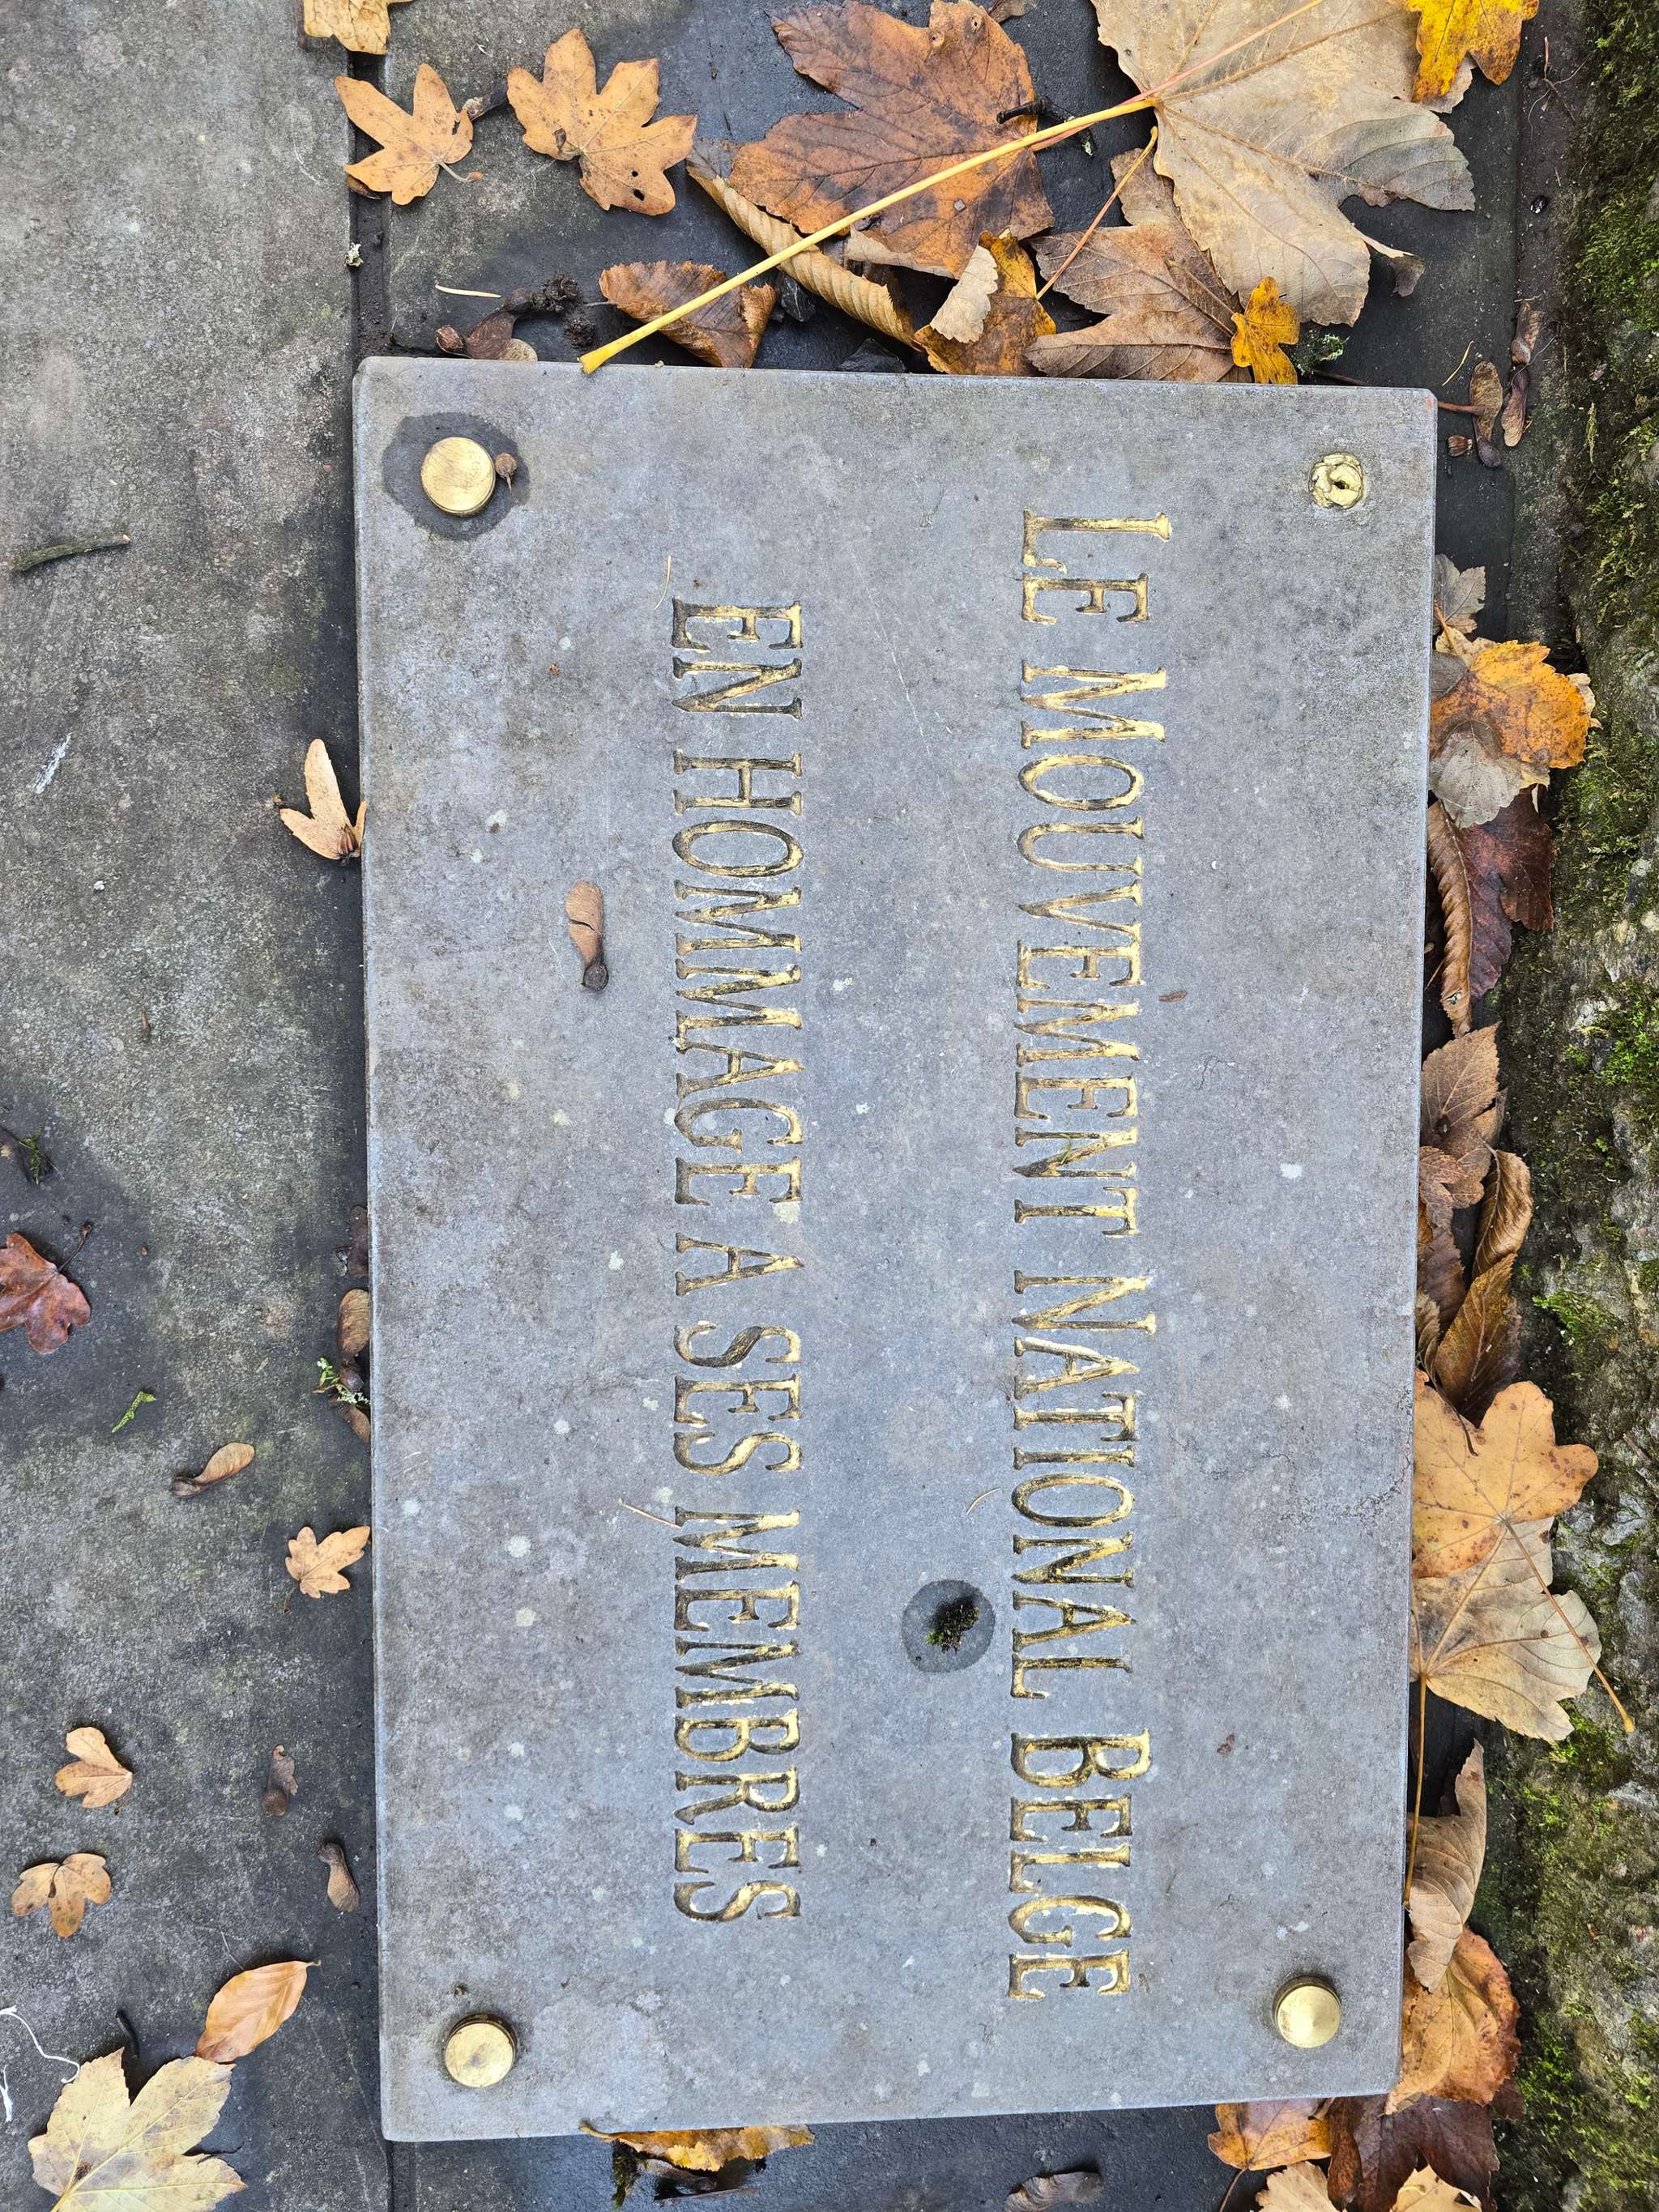 LE MOUVEMENT NATIONAL BELGE
EN HOMMAGE A SES MEMBRES